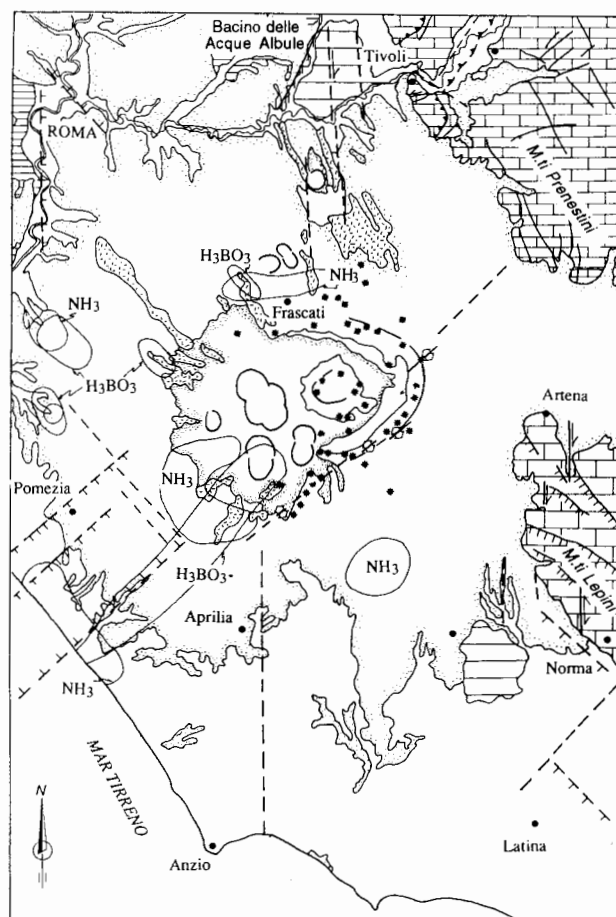 Bacino delle
Acque Albule
Tivoli
ROMA
M.ti Prenestini
H3BO3
NH3
NH3
Frascati
H3BO3
Artena
NH3
Pomezia
NH3
H3BO3
M.ti Lepini
Aprilia
Norma
NH3
MAR TIRRENO
N
Anzio
Latina